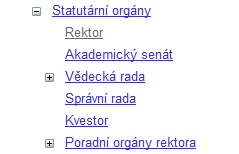 Statutární orgány
Rektor
Akademický senát
Vědecká rada
Správní rada
Kvestor
Poradní orgány rektora